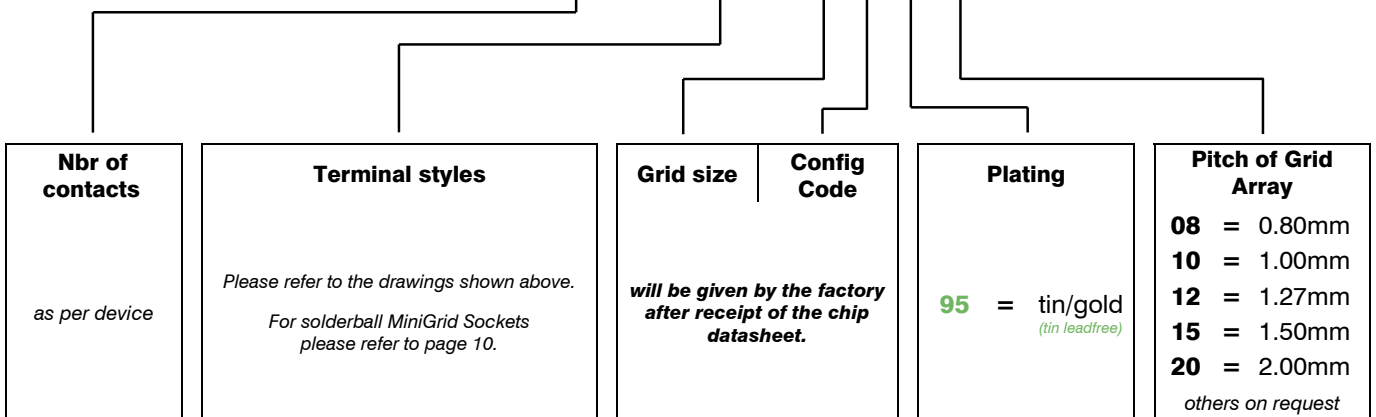 Nbr of
contacts
as per device
Terminal styles
Please refer to the drawings shown above.
For solderball MiniGrid Sockets
please refer to page 10.
Grid size
Config
Code
will be given by the factory
after receipt of the chip
datasheet.
Plating
95 = tin/gold
(tin leadfree)
Pitch of Grid
Array
08 = 0.80mm
10 = 1.00mm
12 = 1.27mm
15 = 1.50mm
20 = 2.00mm
others on request